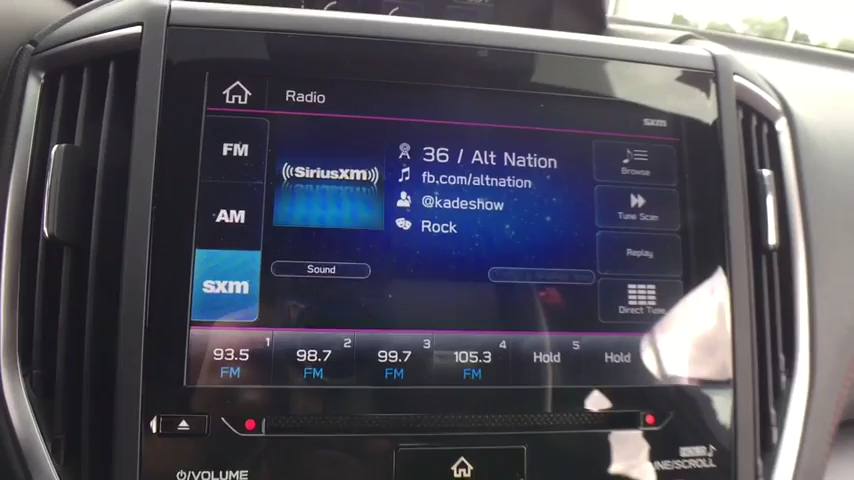 Radio
sxm
FM
AM
sxm
((SiriusXM))
36 / Alt Nation
fb.com/altnation
@kadeshow
Rock
Browse
Tune Scan
Replay
Direct Tune
Sound
1 2 3 4 5
93.5 98.7 99.7 105.3 Hold Hold
FM FM FM FM
⏻/VOLUME
/SCROLL